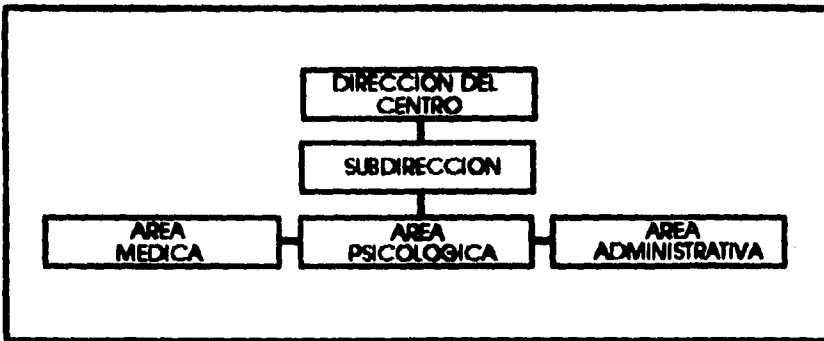 DIRECCION DEL
CENTRO
SUBDIRECCION
AREA
MEDICA
AREA
PSICOLOGICA
AREA
ADMINISTRATIVA